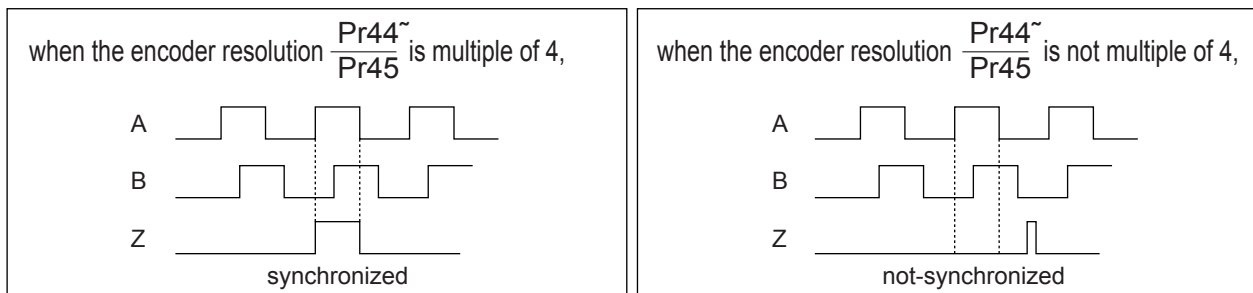 when the encoder resolution Pr44˜/Pr45 is multiple of 4,
A
B
Z
synchronized
when the encoder resolution Pr44˜/Pr45 is not multiple of 4,
A
B
Z
not-synchronized